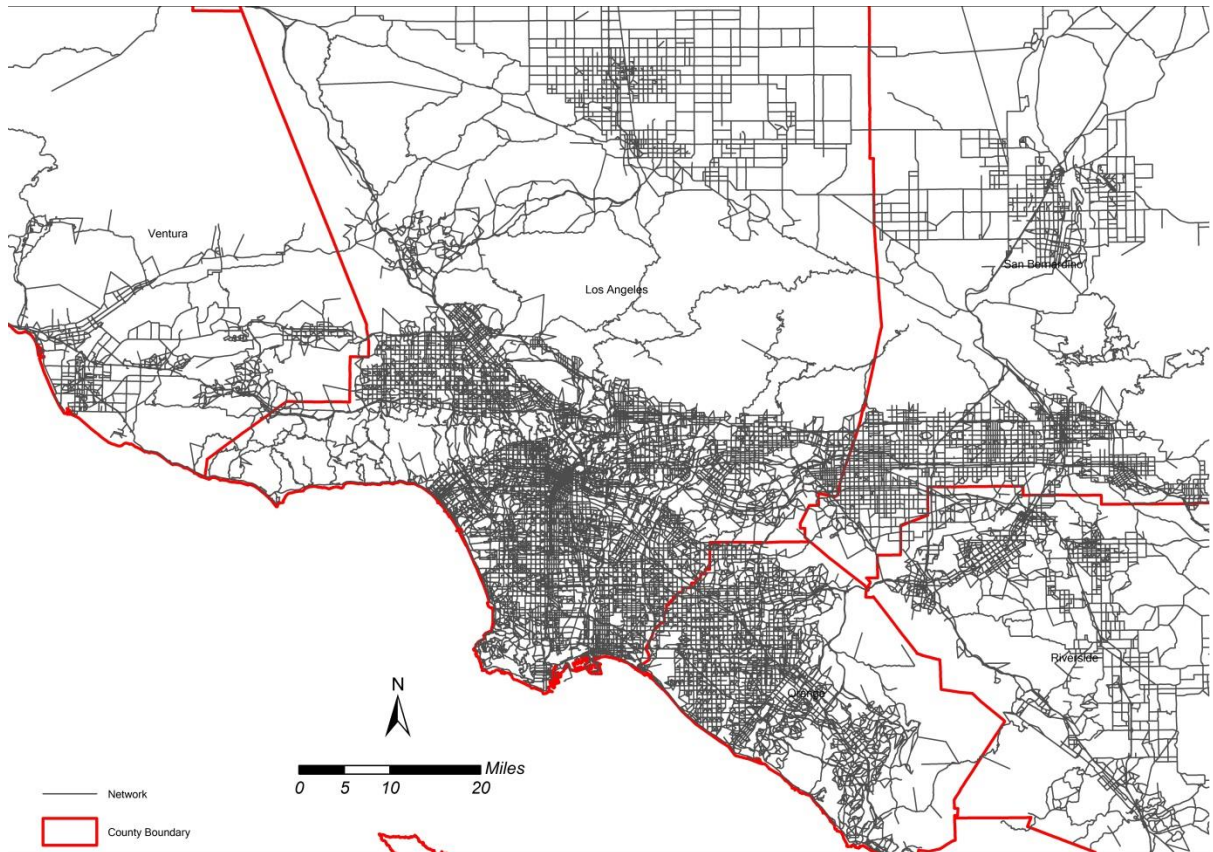 Ventura
San Bernardino
Los Angeles
Riverside
Orange
N
Miles
0 5 10 20
Network
County Boundary